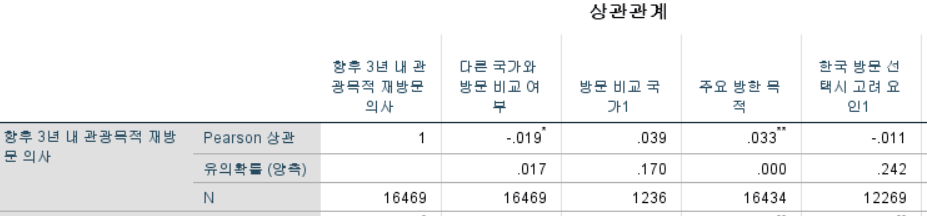 상관관계
향후 3년 내 관
광목적 재방문
의사
다른 국가와
방문 비교 여
부
방문 비교 국
가1
주요 방한 목
적
한국 방문 선
택시 고려 요
인1
향후 3년 내 관광목적 재방
문 의사
Pearson 상관 1 -.019* .039 .033** -.011
유의확률 (양측) .017 .170 .000 .242
N 16469 16469 1236 16434 12269